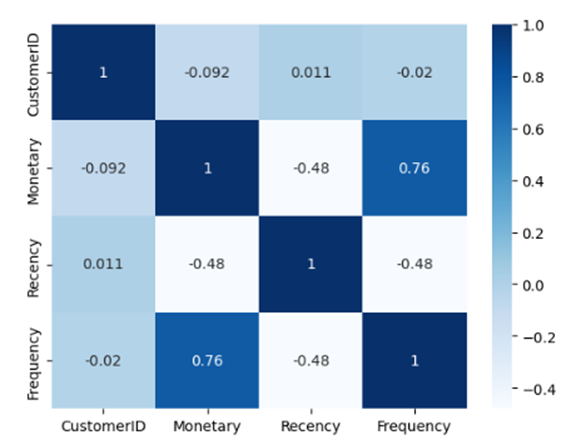 CustomerID 1 -0.092 0.011 -0.02
Monetary -0.092 1 -0.48 0.76
Recency 0.011 -0.48 1 -0.48
Frequency -0.02 0.76 -0.48 1
CustomerID Monetary Recency Frequency
1.0
0.8
0.6
0.4
0.2
0.0
−0.2
−0.4